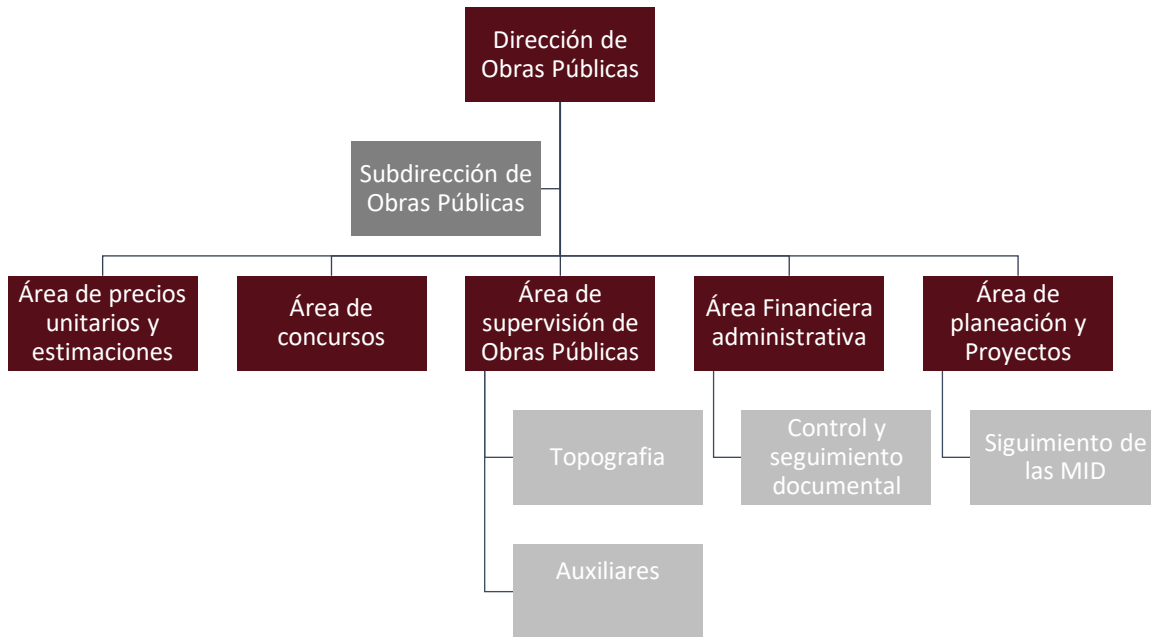 Dirección de
Obras Públicas
Subdirección de
Obras Públicas
Área de precios
unitarios y
estimaciones
Área de
concursos
Área de
supervisión de
Obras Públicas
Área Financiera
administrativa
Área de
planeación y
Proyectos
Topografia
Control y
seguimiento
documental
Siguimiento de
las MID
Auxiliares